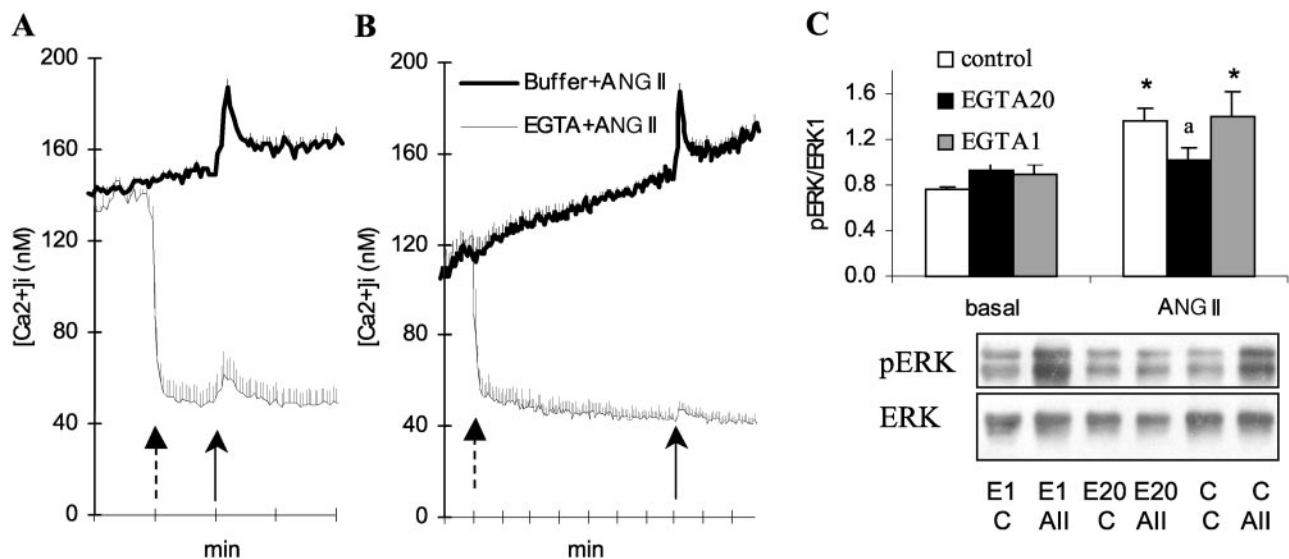 A
200
160
120
80
40
0
[Ca2+]i (nM)
min
B
200
160
120
80
40
0
[Ca2+]i (nM)
min
Buffer+ANG II
EGTA+ANG II
C
control
EGTA20
EGTA1
1.6
1.2
0.8
0.4
0.0
pERK/ERK1
*
a
*
basal ANG II
pERK
ERK
E1 E1 E20 E20 C C
C AII C AII C AII